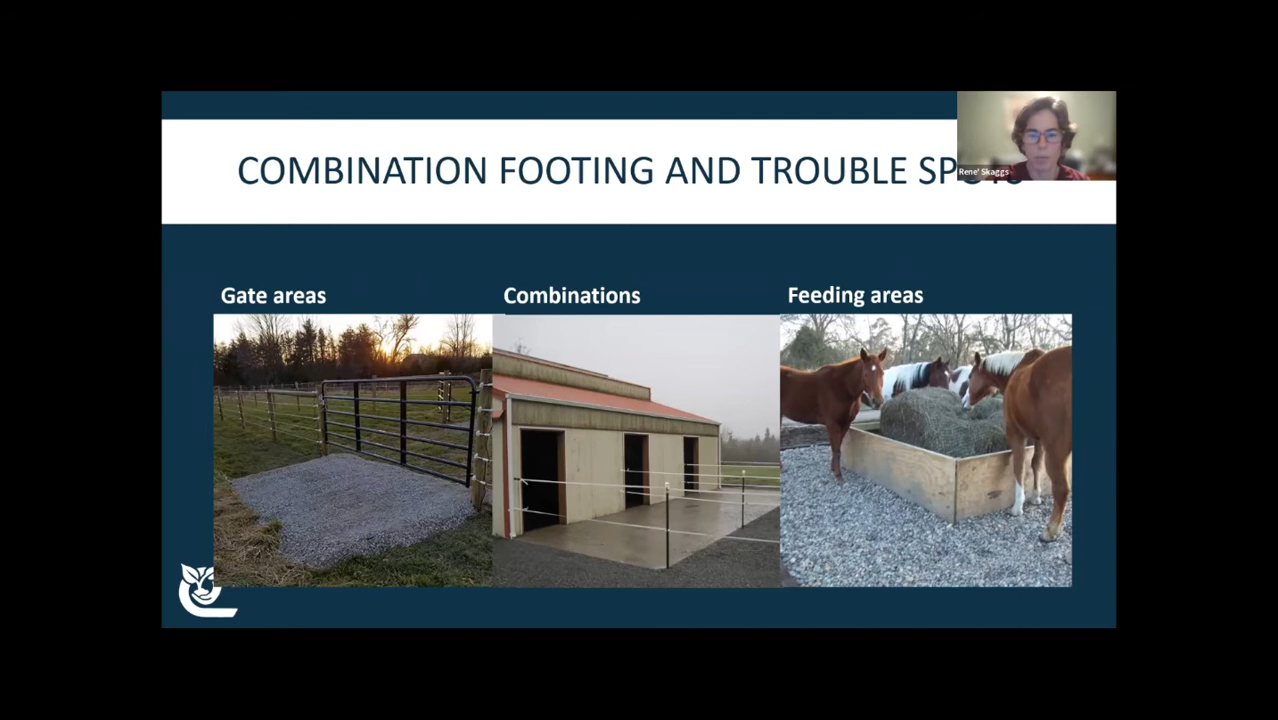 COMBINATION FOOTING AND TROUBLE SPOTS
Rene' Skaggs
Gate areas
Combinations
Feeding areas